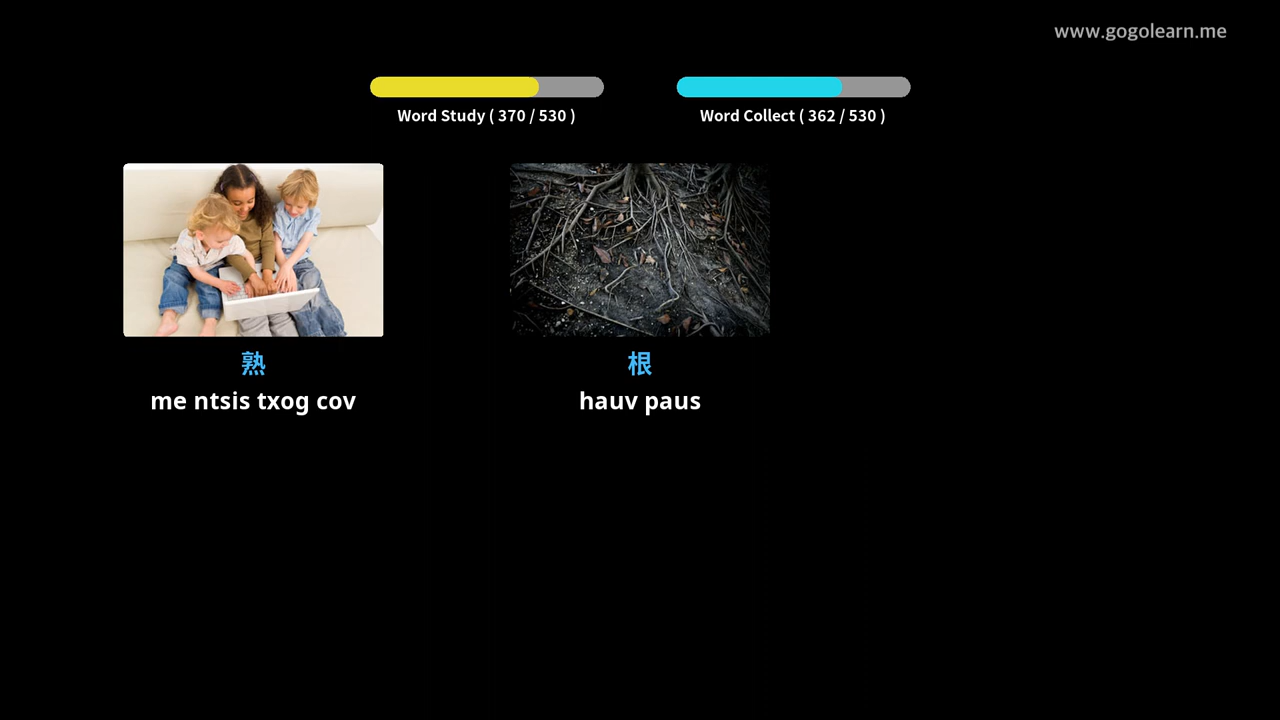 www.gogolearn.me
Word Study ( 370 / 530 )
Word Collect ( 362 / 530 )
熟
me ntsis txog cov
根
hauv paus